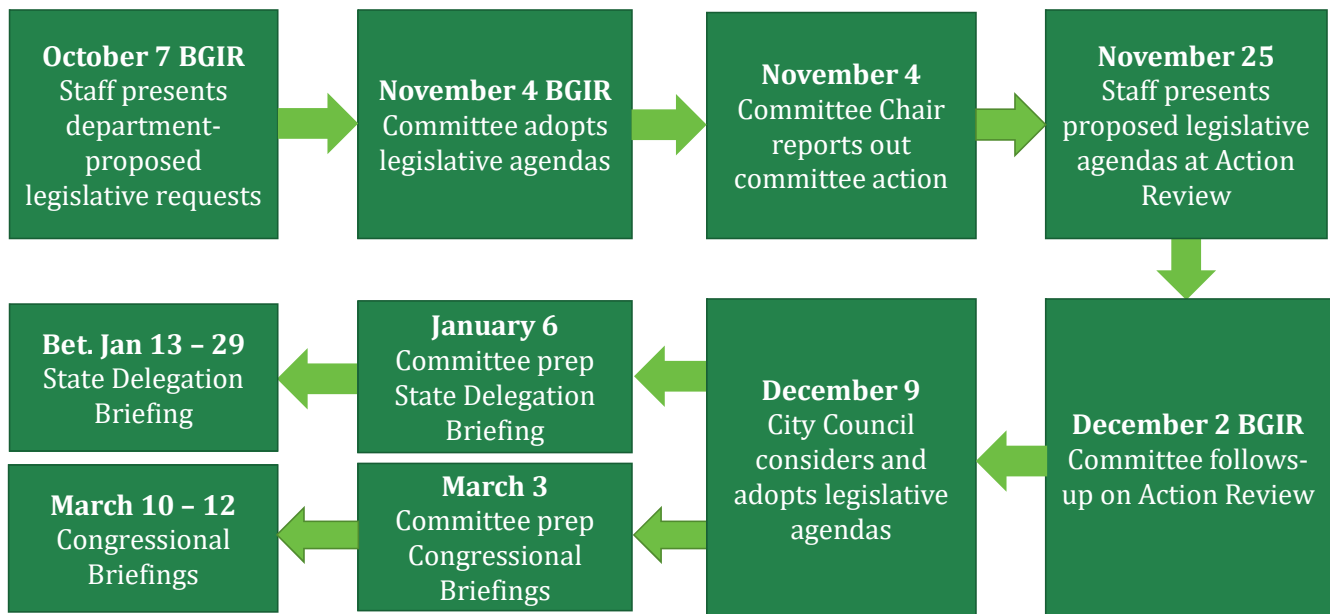 October 7 BGIR
Staff presents
department-
proposed
legislative requests
November 4 BGIR
Committee adopts
legislative agendas
November 4
Committee Chair
reports out
committee action
November 25
Staff presents
proposed legislative
agendas at Action
Review
December 2 BGIR
Committee follows-
up on Action Review
December 9
City Council
considers and
adopts legislative
agendas
January 6
Committee prep
State Delegation
Briefing
Bet. Jan 13 – 29
State Delegation
Briefing
March 3
Committee prep
Congressional
Briefings
March 10 – 12
Congressional
Briefings